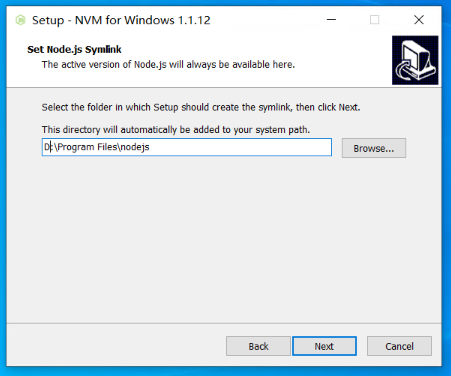 Setup - NVM for Windows 1.1.12
Set Node.js Symlink
The active version of Node.js will always be available here.
Select the folder in which Setup should create the symlink, then click Next.
This directory will automatically be added to your system path.
D:\Program Files\nodejs
Browse...
Back
Next
Cancel